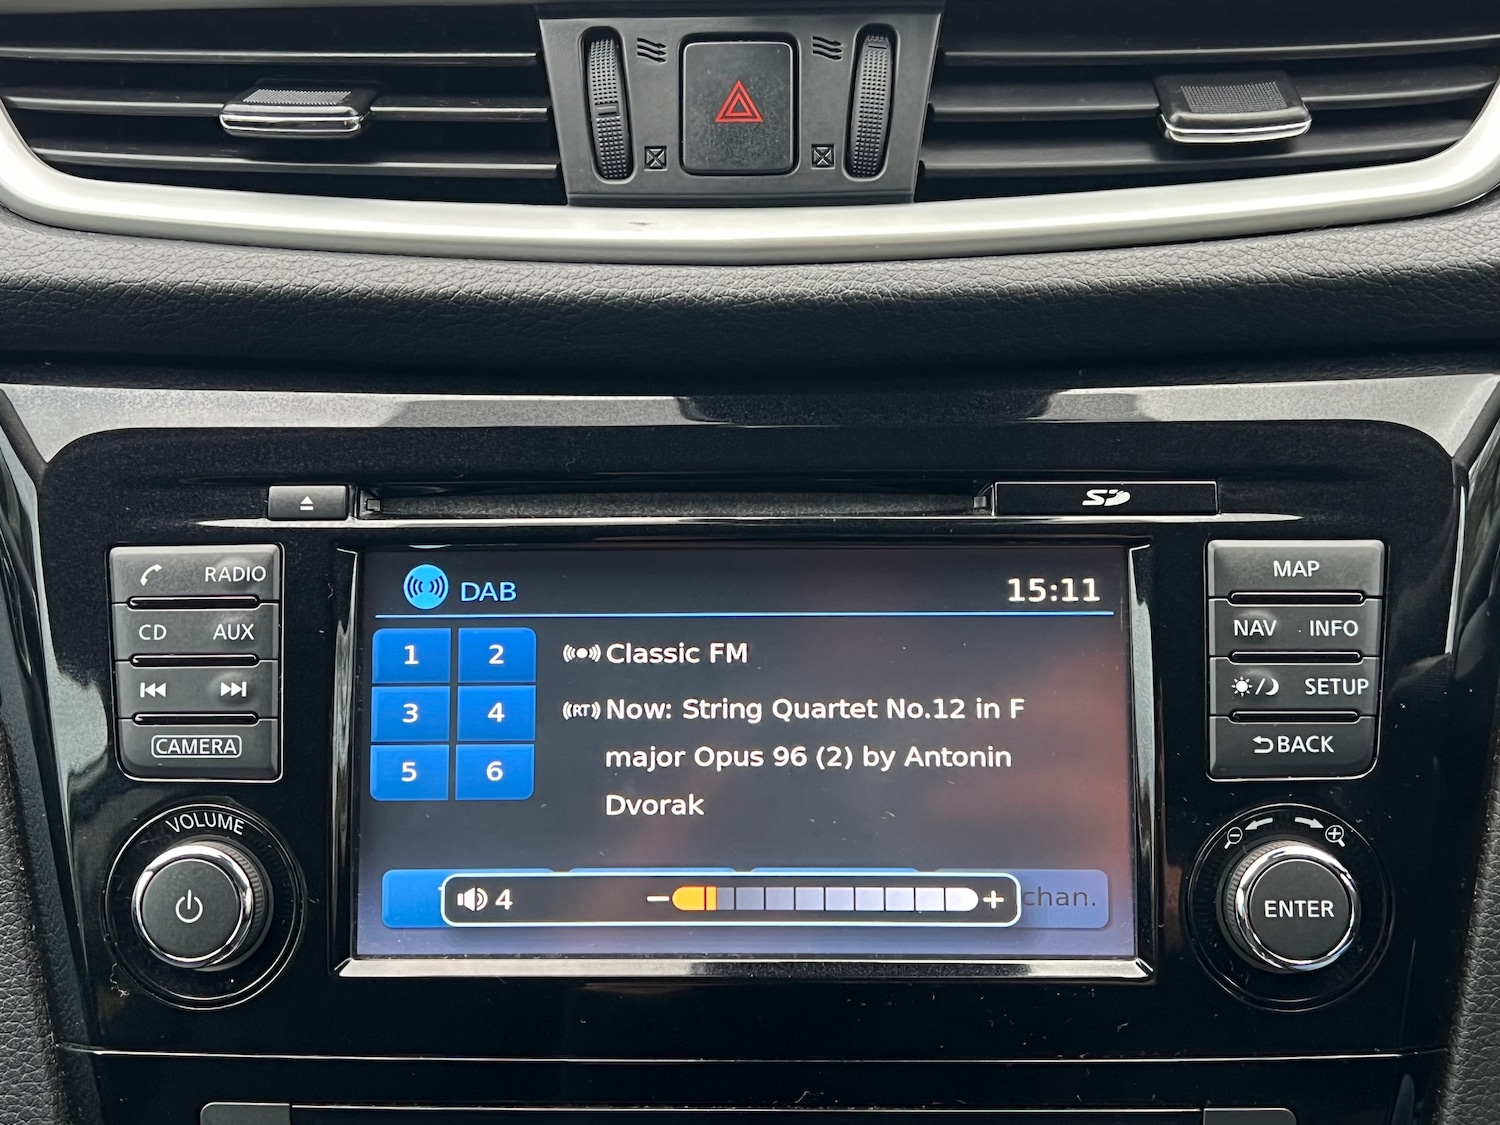 SD
RADIO
CD AUX
CAMERA
VOLUME
DAB 15:11
1 2
3 4
5 6
Classic FM
(RT) Now: String Quartet No.12 in F
major Opus 96 (2) by Antonin
Dvorak
4 − +
chan.
MAP
NAV · INFO
/ SETUP
BACK
ENTER